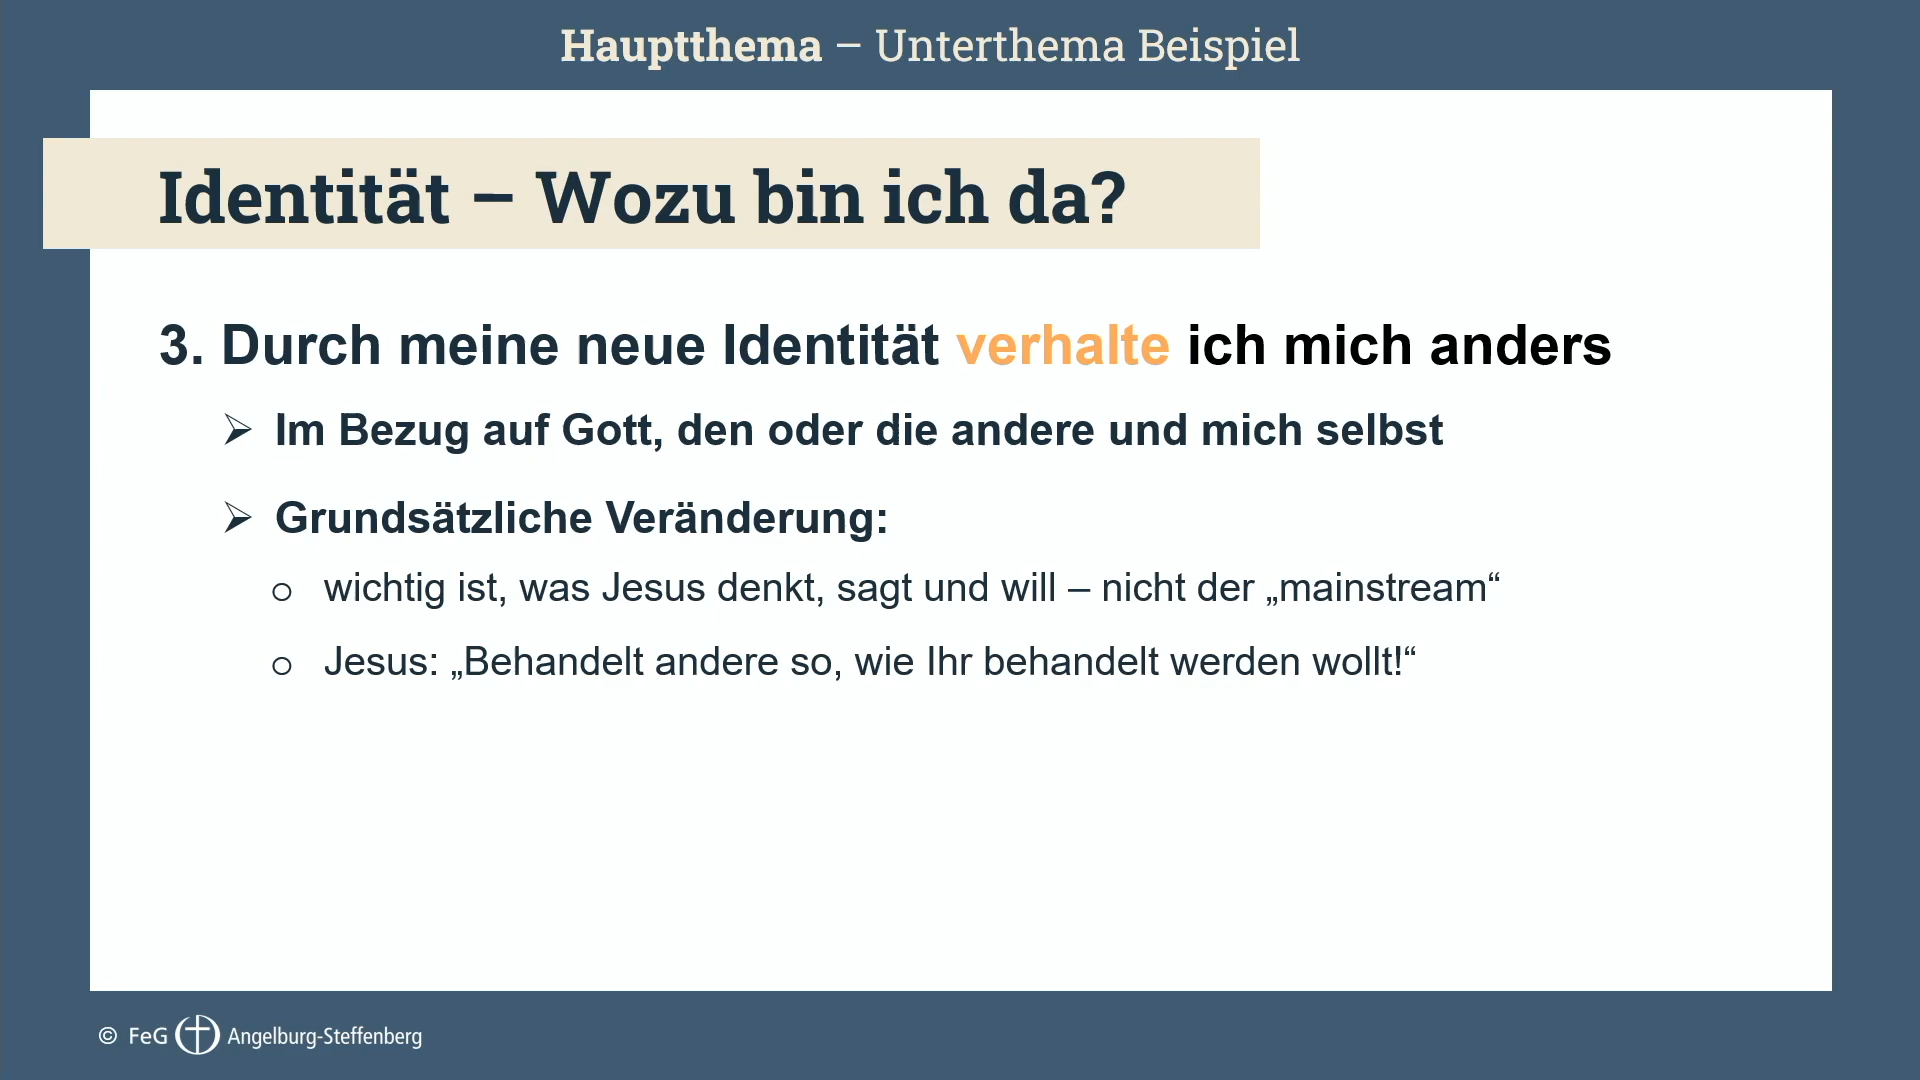 Hauptthema – Unterthema Beispiel
Identität – Wozu bin ich da?
3. Durch meine neue Identität verhalte ich mich anders
➢ Im Bezug auf Gott, den oder die andere und mich selbst
➢ Grundsätzliche Veränderung:
o wichtig ist, was Jesus denkt, sagt und will – nicht der „mainstream“
o Jesus: „Behandelt andere so, wie Ihr behandelt werden wollt!“
© FeG Angelburg-Steffenberg